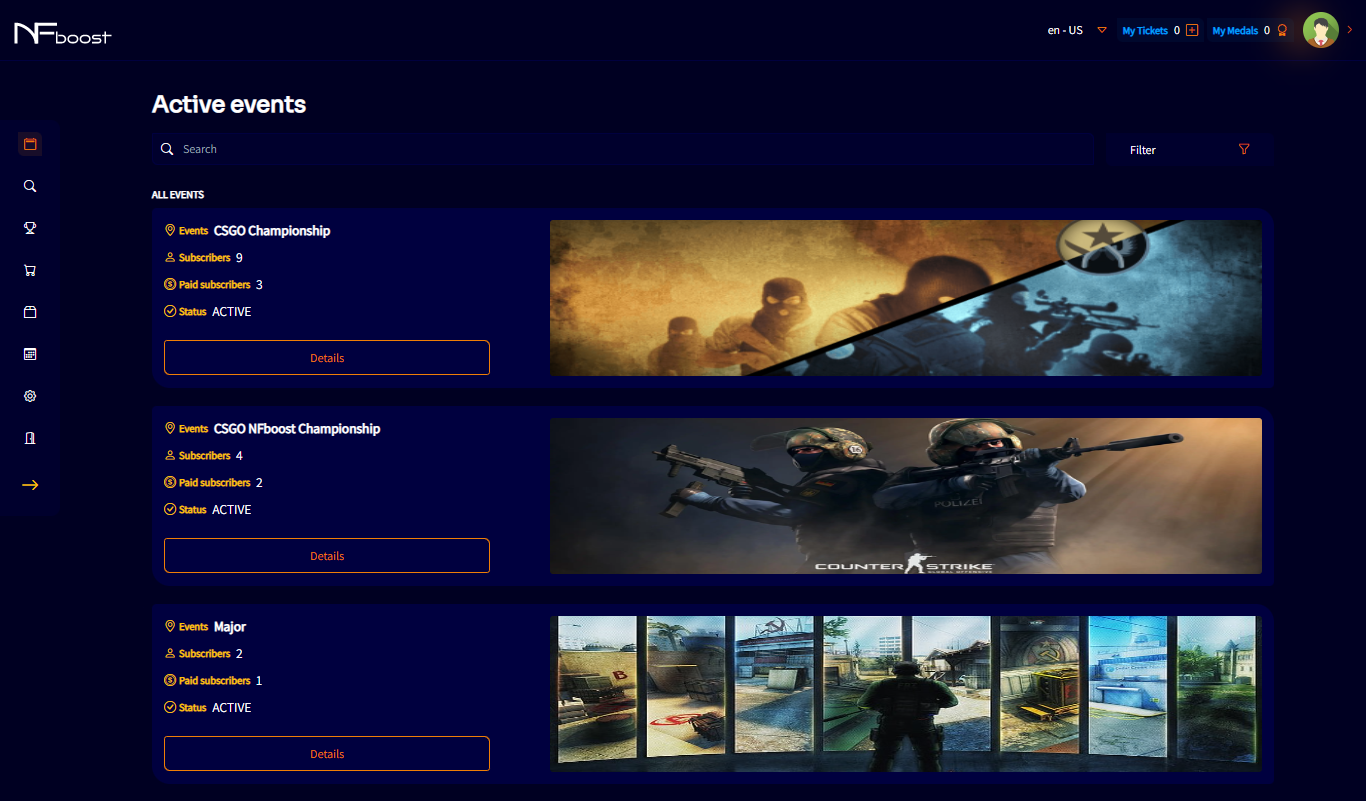 NFboost
en - US
My Tickets 0
My Medals 0
Active events
Search
Filter
ALL EVENTS
Events CSGO Championship
Subscribers 9
Paid subscribers 3
Status ACTIVE
Details
Events CSGO NFboost Championship
Subscribers 4
Paid subscribers 2
Status ACTIVE
Details
POLIZEI
COUNTER STRIKE
GLOBAL OFFENSIVE
Events Major
Subscribers 2
Paid subscribers 1
Status ACTIVE
Details
B